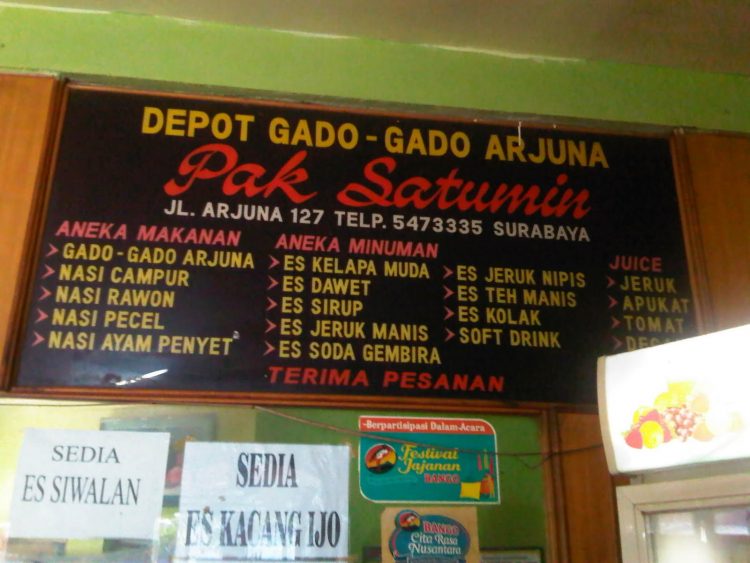 DEPOT GADO-GADO ARJUNA
Pak Satumin
JL. ARJUNA 127 TELP. 5473335 SURABAYA
ANEKA MAKANAN
GADO-GADO ARJUNA
NASI CAMPUR
NASI RAWON
NASI PECEL
NASI AYAM PENYET
ANEKA MINUMAN
ES KELAPA MUDA
ES DAWET
ES SIRUP
ES JERUK MANIS
ES SODA GEMBIRA
ES JERUK NIPIS
ES TEH MANIS
ES KOLAK
SOFT DRINK
JUICE
JERUK
APUKAT
TOMAT
TERIMA PESANAN
SEDIA
ES SIWALAN
SEDIA
ES KACANG IJO
Berpartisipasi Dalam Acara
Festival
Jajanan
BANGO
BANGO
Cita Rasa
Nusantara